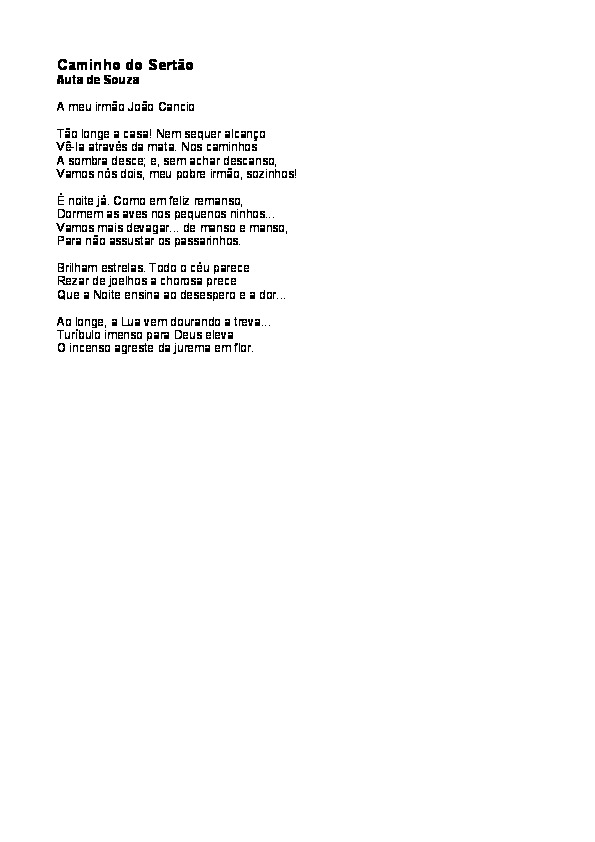 Caminho do Sertão
Auta de Souza
A meu irmão João Cancio
Tão longe a casa! Nem sequer alcanço
Vê-la através da mata. Nos caminhos
A sombra desce; e, sem achar descanso,
Vamos nós dois, meu pobre irmão, sozinhos!
É noite já. Como em feliz remanso,
Dormem as aves nos pequenos ninhos...
Vamos mais devagar... de manso e manso,
Para não assustar os passarinhos.
Brilham estrelas. Todo o céu parece
Rezar de joelhos a chorosa prece
Que a Noite ensina ao desespero e a dor...
Ao longe, a Lua vem dourando a treva...
Turíbulo imenso para Deus eleva
O incenso agreste da jurema em flor.